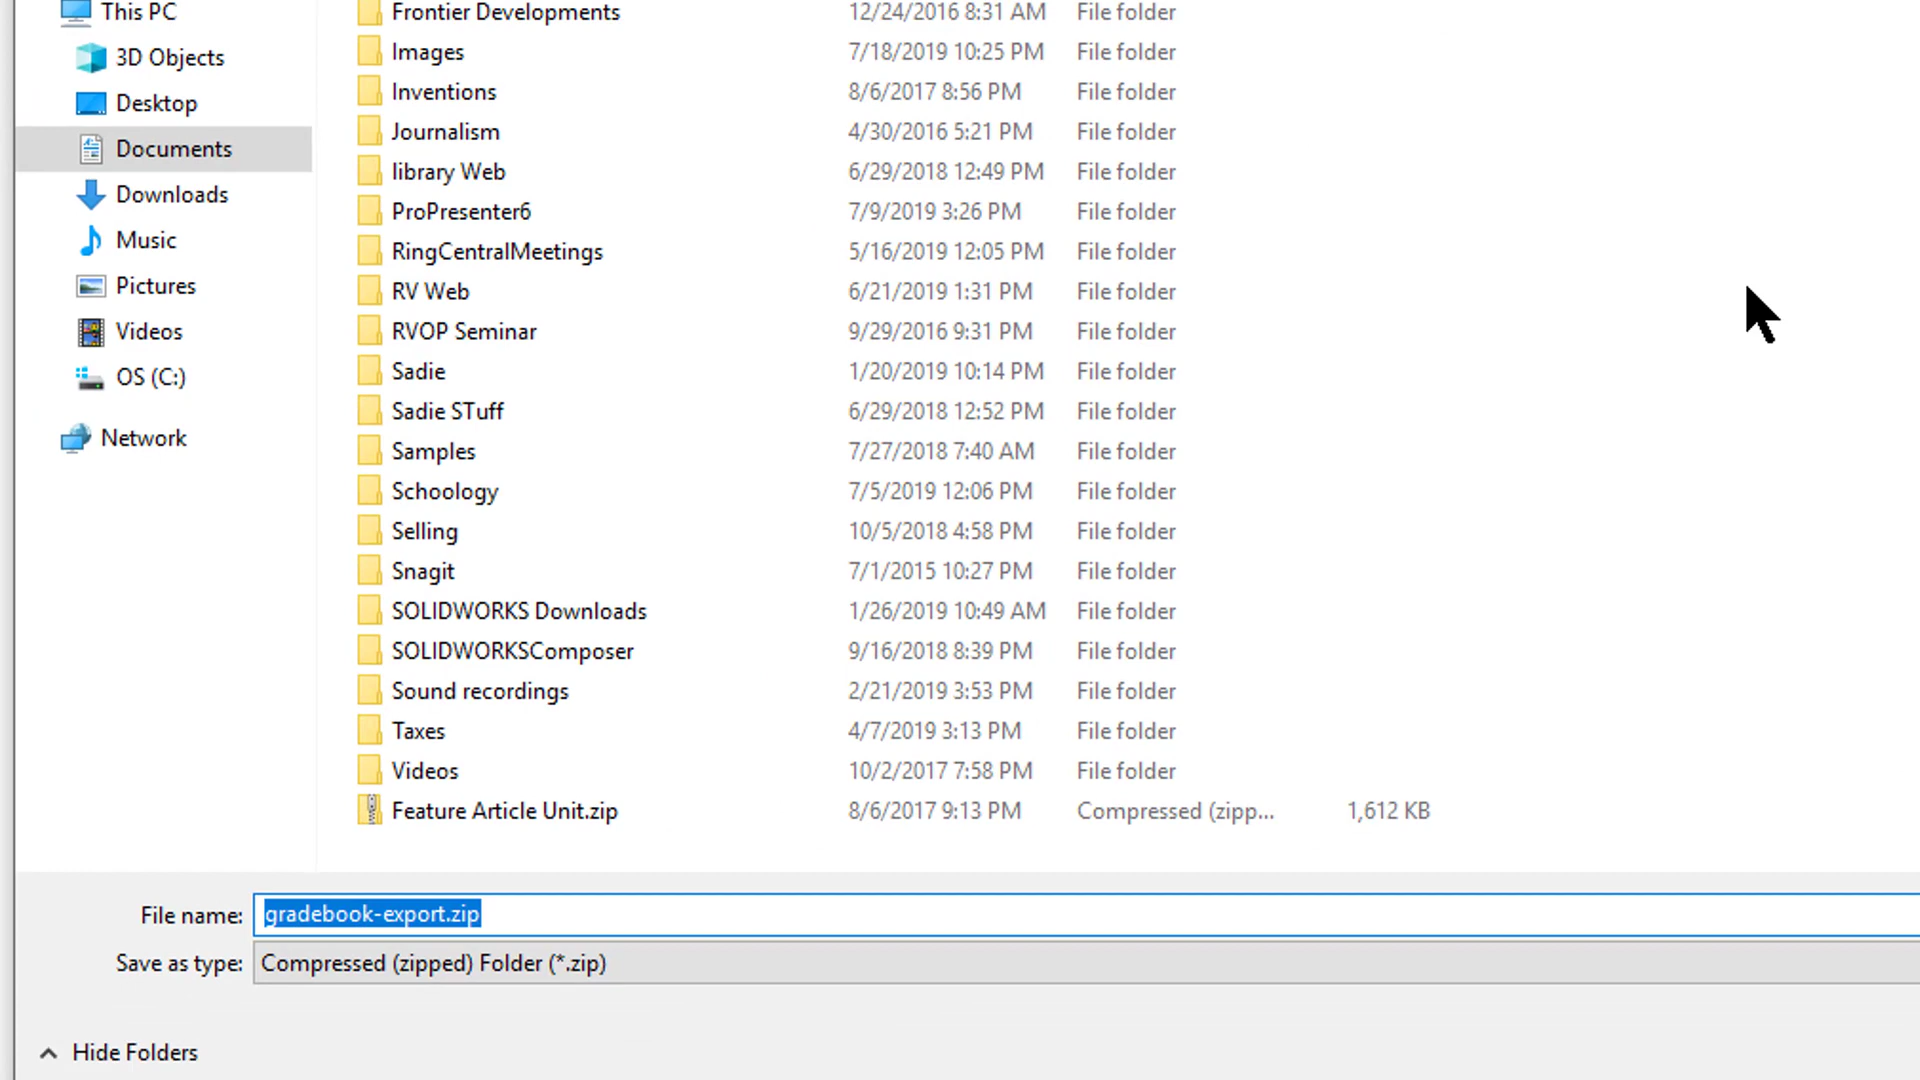 This PC
3D Objects
Desktop
Documents
Downloads
Music
Pictures
Videos
OS (C:)
Network
Frontier Developments 12/24/2016 8:31 AM File folder
Images 7/18/2019 10:25 PM File folder
Inventions 8/6/2017 8:56 PM File folder
Journalism 4/30/2016 5:21 PM File folder
library Web 6/29/2018 12:49 PM File folder
ProPresenter6 7/9/2019 3:26 PM File folder
RingCentralMeetings 5/16/2019 12:05 PM File folder
RV Web 6/21/2019 1:31 PM File folder
RVOP Seminar 9/29/2016 9:31 PM File folder
Sadie 1/20/2019 10:14 PM File folder
Sadie STuff 6/29/2018 12:52 PM File folder
Samples 7/27/2018 7:40 AM File folder
Schoology 7/5/2019 12:06 PM File folder
Selling 10/5/2018 4:58 PM File folder
Snagit 7/1/2015 10:27 PM File folder
SOLIDWORKS Downloads 1/26/2019 10:49 AM File folder
SOLIDWORKSComposer 9/16/2018 8:39 PM File folder
Sound recordings 2/21/2019 3:53 PM File folder
Taxes 4/7/2019 3:13 PM File folder
Videos 10/2/2017 7:58 PM File folder
Feature Article Unit.zip 8/6/2017 9:13 PM Compressed (zipp... 1,612 KB
File name: gradebook-export.zip
Save as type: Compressed (zipped) Folder (*.zip)
Hide Folders